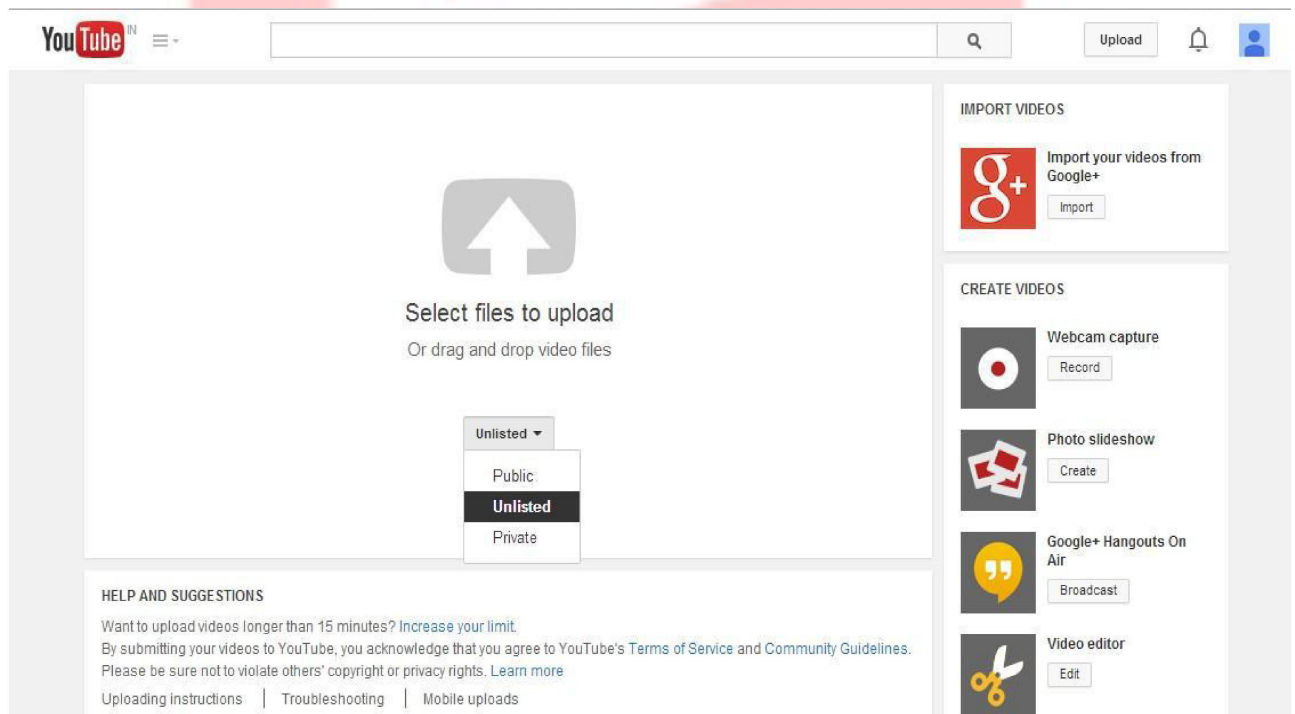 YouTube IN
Upload
Select files to upload
Or drag and drop video files
Unlisted
Public
Unlisted
Private
HELP AND SUGGESTIONS
Want to upload videos longer than 15 minutes? Increase your limit.
By submitting your videos to YouTube, you acknowledge that you agree to YouTube's Terms of Service and Community Guidelines.
Please be sure not to violate others' copyright or privacy rights. Learn more
Uploading instructions | Troubleshooting | Mobile uploads
IMPORT VIDEOS
g+
Import your videos from
Google+
Import
CREATE VIDEOS
Webcam capture
Record
Photo slideshow
Create
Google+ Hangouts On
Air
Broadcast
Video editor
Edit